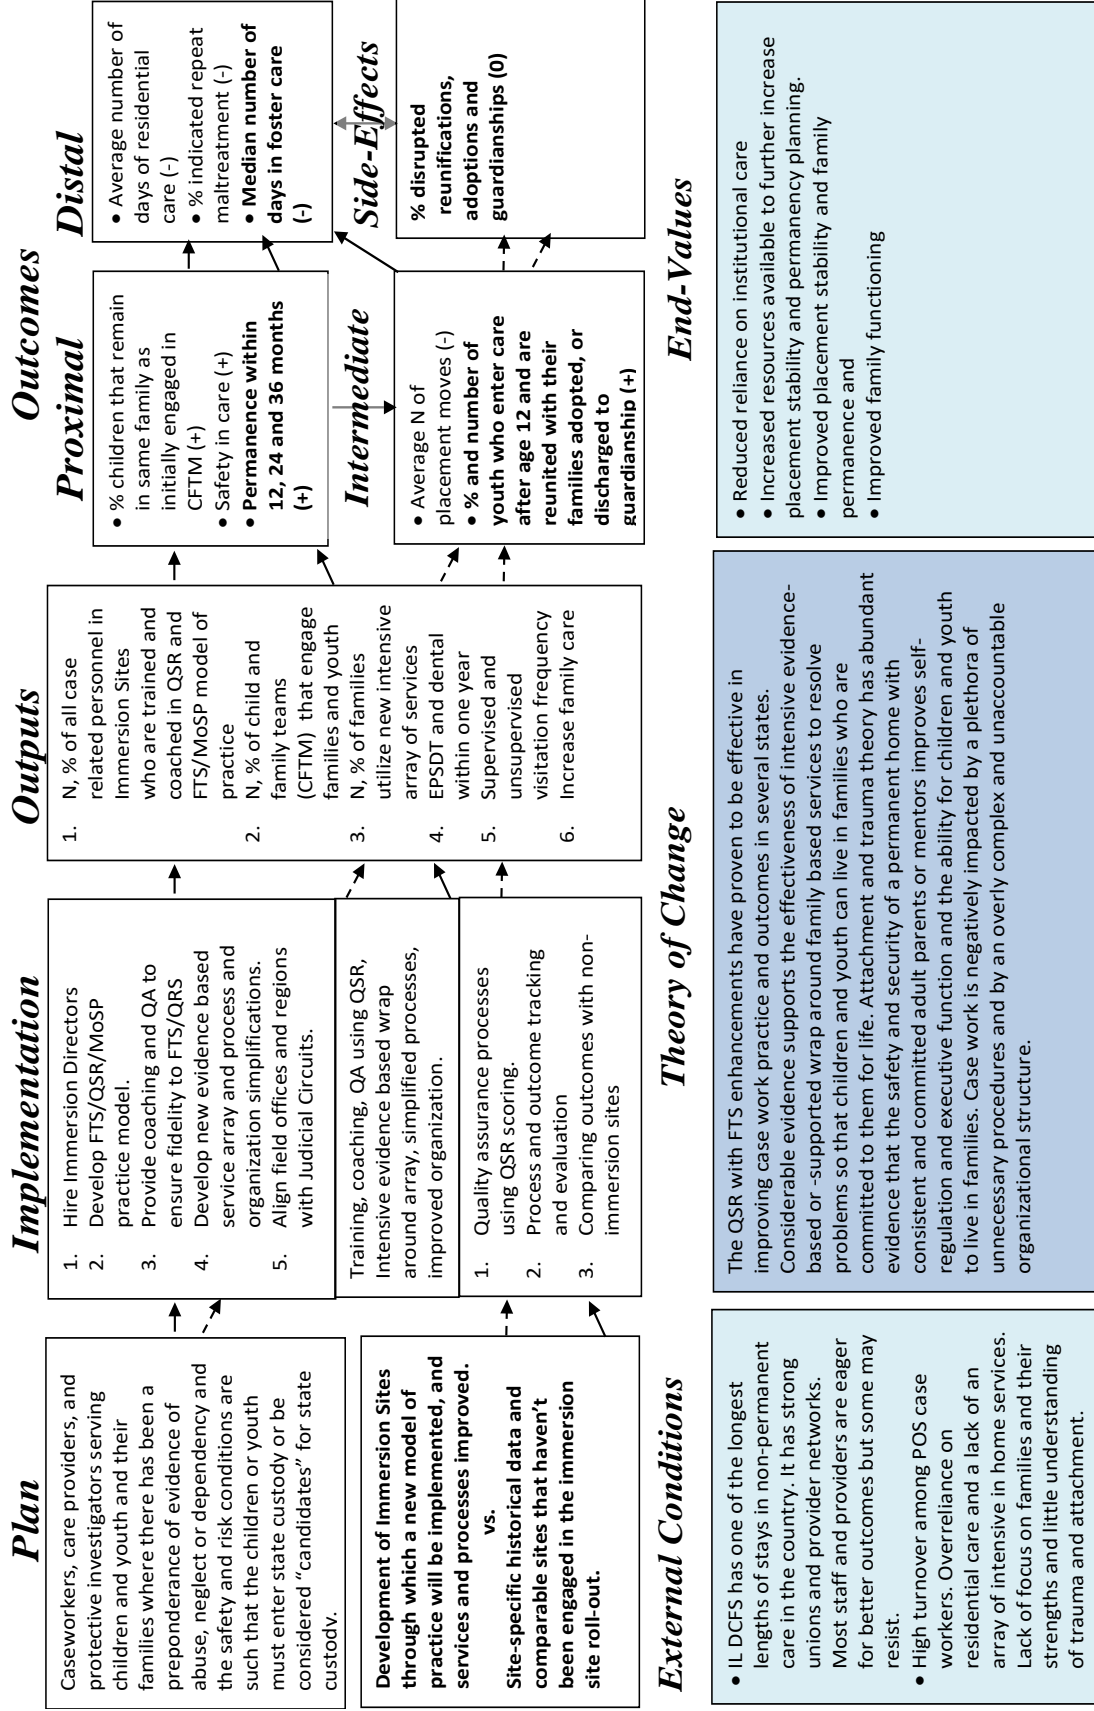 Plan
Caseworkers, care providers, and
protective investigators serving
children and youth and their
families where there has been a
preponderance of evidence of
abuse, neglect or dependency and
the safety and risk conditions are
such that the children or youth
must enter state custody or be
considered “candidates” for state
custody.
Development of Immersion Sites
through which a new model of
practice will be implemented, and
services and processes improved.
vs.
Site-specific historical data and
comparable sites that haven’t
been engaged in the immersion
site roll-out.
Implementation
1. Hire Immersion Directors
2. Develop FTS/QSR/MoSP
practice model.
3. Provide coaching and QA to
ensure fidelity to FTS/QRS
4. Develop new evidence based
service array and process and
organization simplifications.
5. Align field offices and regions
with Judicial Circuits.
Training, coaching, QA using QSR,
Intensive evidence based wrap
around array, simplified processes,
improved organization.
1. Quality assurance processes
using QSR scoring.
2. Process and outcome tracking
and evaluation
3. Comparing outcomes with non-
immersion sites
Outputs
1. N, % of all case
related personnel in
Immersion Sites
who are trained and
coached in QSR and
FTS/MoSP model of
practice
2. N, % of child and
family teams
(CFTM) that engage
families and youth
3. N, % of families
utilize new intensive
array of services
4. EPSDT and dental
within one year
5. Supervised and
unsupervised
visitation frequency
6. Increase family care
Outcomes
Proximal
• % children that remain
in same family as
initially engaged in
CFTM (+)
• Safety in care (+)
• Permanence within
12, 24 and 36 months
(+)
Intermediate
• Average N of
placement moves (-)
• % and number of
youth who enter care
after age 12 and are
reunited with their
families adopted, or
discharged to
guardianship (+)
Distal
• Average number of
days of residential
care (-)
• % indicated repeat
maltreatment (-)
• Median number of
days in foster care
(-)
Side-Effects
% disrupted
reunifications,
adoptions and
guardianships (0)
External Conditions
• IL DCFS has one of the longest
lengths of stays in non-permanent
care in the country. It has strong
unions and provider networks.
Most staff and providers are eager
for better outcomes but some may
resist.
• High turnover among POS case
workers. Overreliance on
residential care and a lack of an
array of intensive in home services.
Lack of focus on families and their
strengths and little understanding
of trauma and attachment.
Theory of Change
The QSR with FTS enhancements have proven to be effective in
improving case work practice and outcomes in several states.
Considerable evidence supports the effectiveness of intensive evidence-
based or -supported wrap around family based services to resolve
problems so that children and youth can live in families who are
committed to them for life. Attachment and trauma theory has abundant
evidence that the safety and security of a permanent home with
consistent and committed adult parents or mentors improves self-
regulation and executive function and the ability for children and youth
to live in families. Case work is negatively impacted by a plethora of
unnecessary procedures and by an overly complex and unaccountable
organizational structure.
End-Values
• Reduced reliance on institutional care
• Increased resources available to further increase
placement stability and permanency planning.
• Improved placement stability and family
permanence and
• Improved family functioning